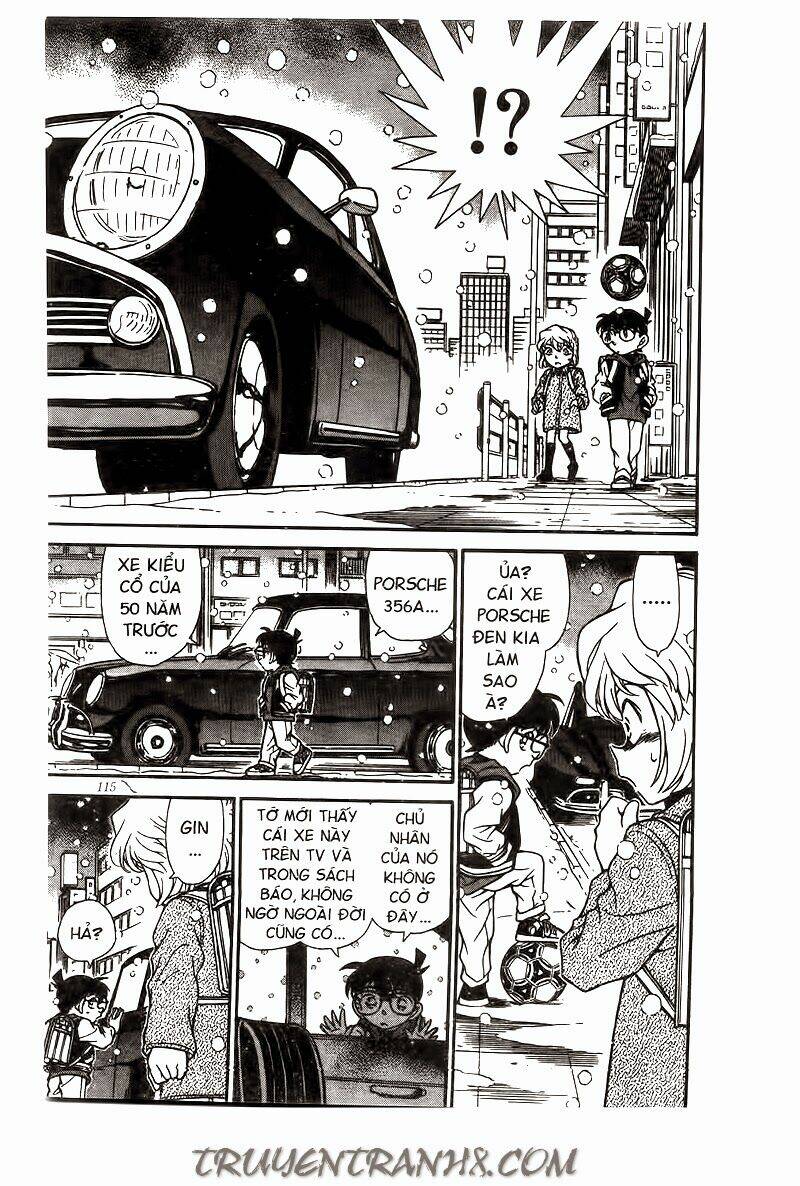 !?
.....
ỦA?
CÁI XE
PORSCHE
ĐEN KIA
LÀM
SAO
À?
PORSCHE
356A...
XE KIỂU
CỔ CỦA
50 NĂM
TRƯỚC
...
115
CHỦ
NHÂN
CỦA NÓ
KHÔNG
CÓ Ở
ĐÂY...
TỚ MỚI THẤY
CÁI XE NÀY
TRÊN TV VÀ
TRONG SÁCH
BÁO, KHÔNG
NGỜ NGOÀI ĐỜI
CŨNG CÓ...
GIN
...
HẢ?
TRUYENTRANH8.COM